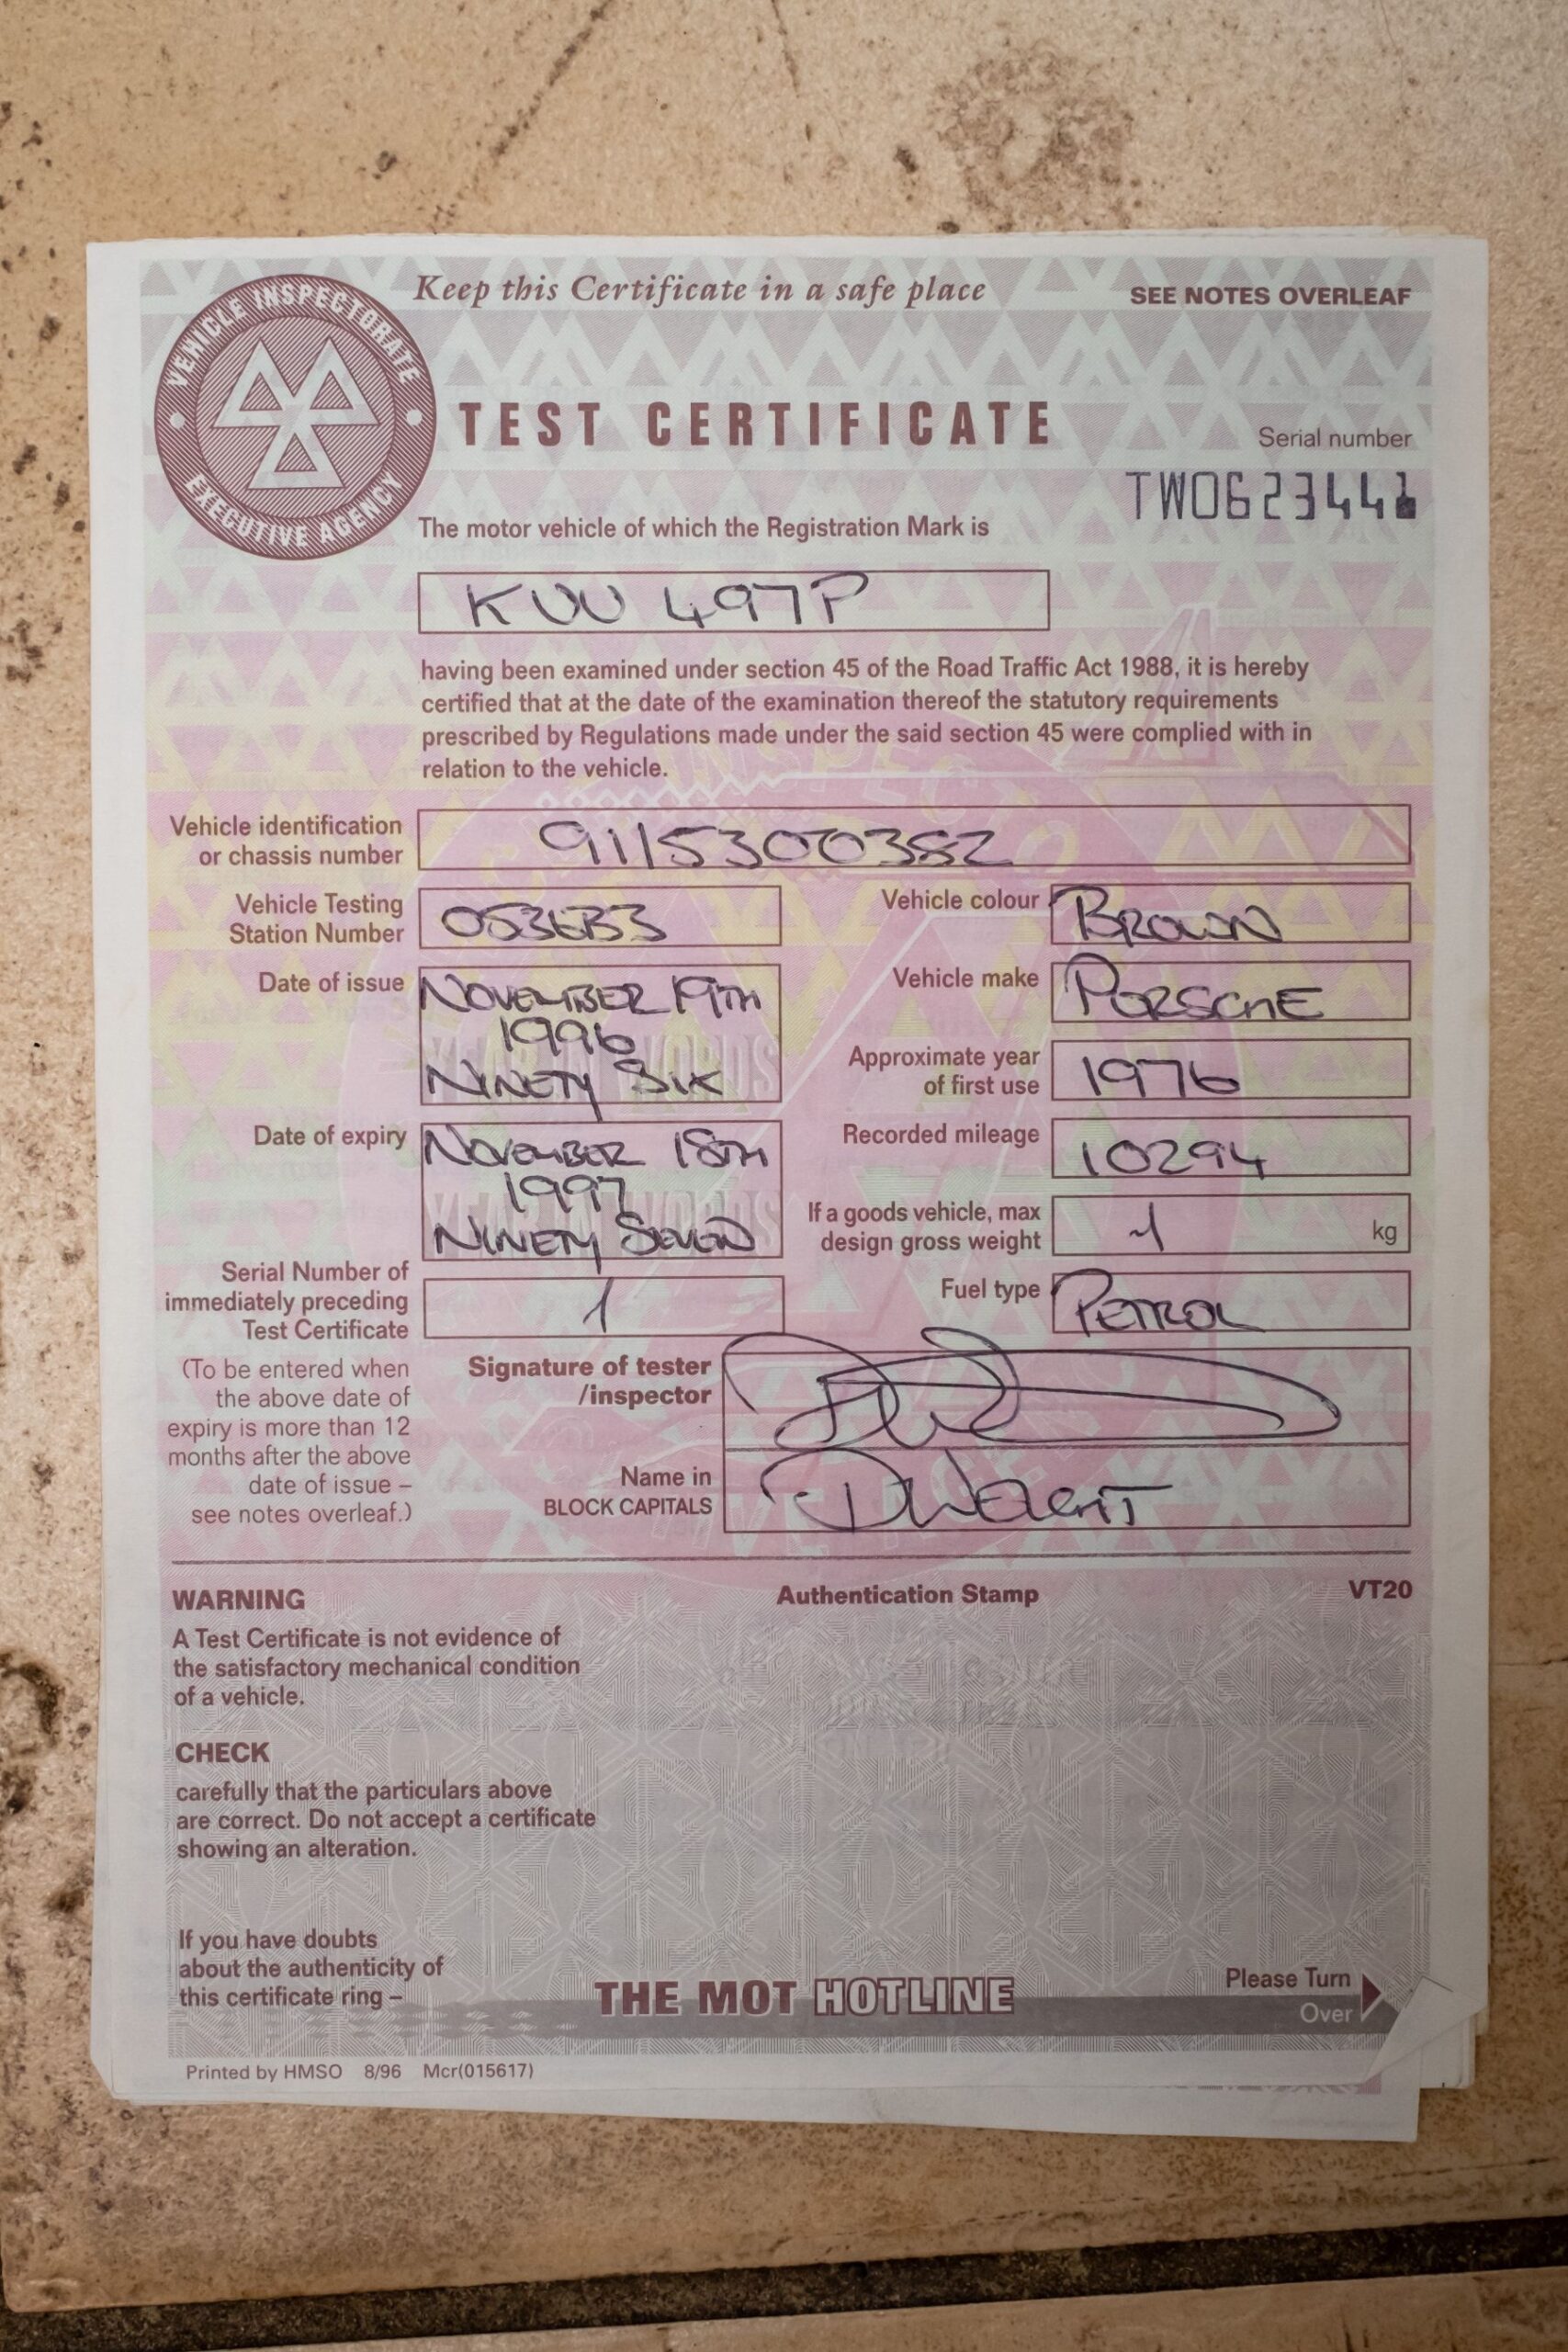 Keep this Certificate in a safe place
SEE NOTES OVERLEAF
VEHICLE INSPECTORATE
EXECUTIVE AGENCY
TEST CERTIFICATE
Serial number
TW0623441
The motor vehicle of which the Registration Mark is
KUU 497P
having been examined under section 45 of the Road Traffic Act 1988, it is hereby
certified that at the date of the examination thereof the statutory requirements
prescribed by Regulations made under the said section 45 were complied with in
relation to the vehicle.
Vehicle identification
or chassis number
9115300382
Vehicle Testing
Station Number
Vehicle colour
BROWN
Date of issue
NOVEMBER 19TH
1996
YEAR IN WORDS
NINETY SIX
Vehicle make
PORSCHE
Approximate year
of first use
1976
Date of expiry
NOVEMBER 18TH
1997
YEAR IN WORDS
NINETY SEVEN
Recorded mileage
10294
If a goods vehicle, max
design gross weight
kg
Serial Number of
immediately preceding
Test Certificate
/
Fuel type
PETROL
(To be entered when
the above date of
expiry is more than 12
months after the above
date of issue –
see notes overleaf.)
Signature of tester
/inspector
Name in
BLOCK CAPITALS
WARNING
Authentication Stamp
VT20
A Test Certificate is not evidence of
the satisfactory mechanical condition
of a vehicle.
CHECK
carefully that the particulars above
are correct. Do not accept a certificate
showing an alteration.
If you have doubts
about the authenticity of
this certificate ring –
THE MOT HOTLINE
Please Turn
Over
Printed by HMSO 8/96 Mcr(015617)